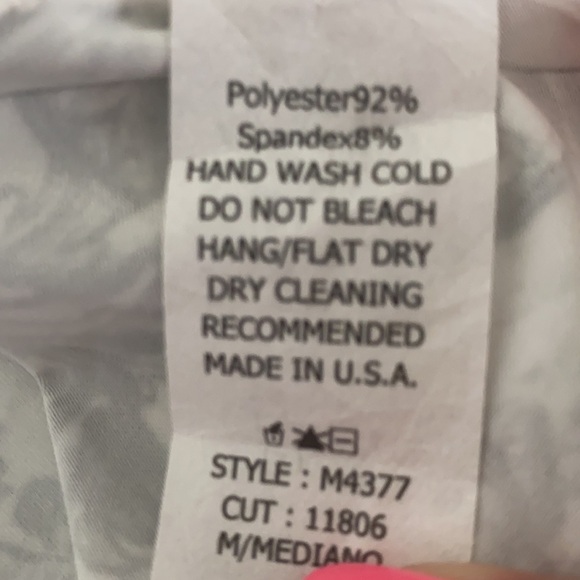 Polyester92%
Spandex8%
HAND WASH COLD
DO NOT BLEACH
HANG/FLAT DRY
DRY CLEANING
RECOMMENDED
MADE IN U.S.A.
STYLE : M4377
CUT : 11806
M/MEDIANO